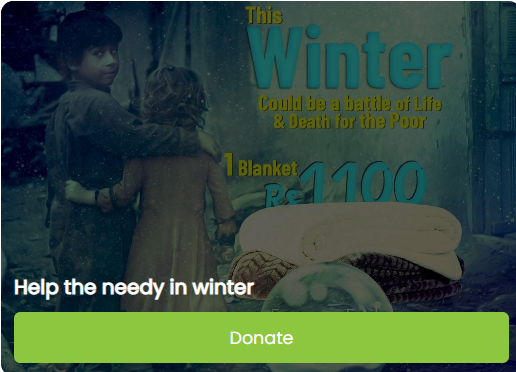 This
Winter
Could be a battle of Life
& Death for the Poor
1 Blanket
Rs 1100
Help the needy in winter
Donate